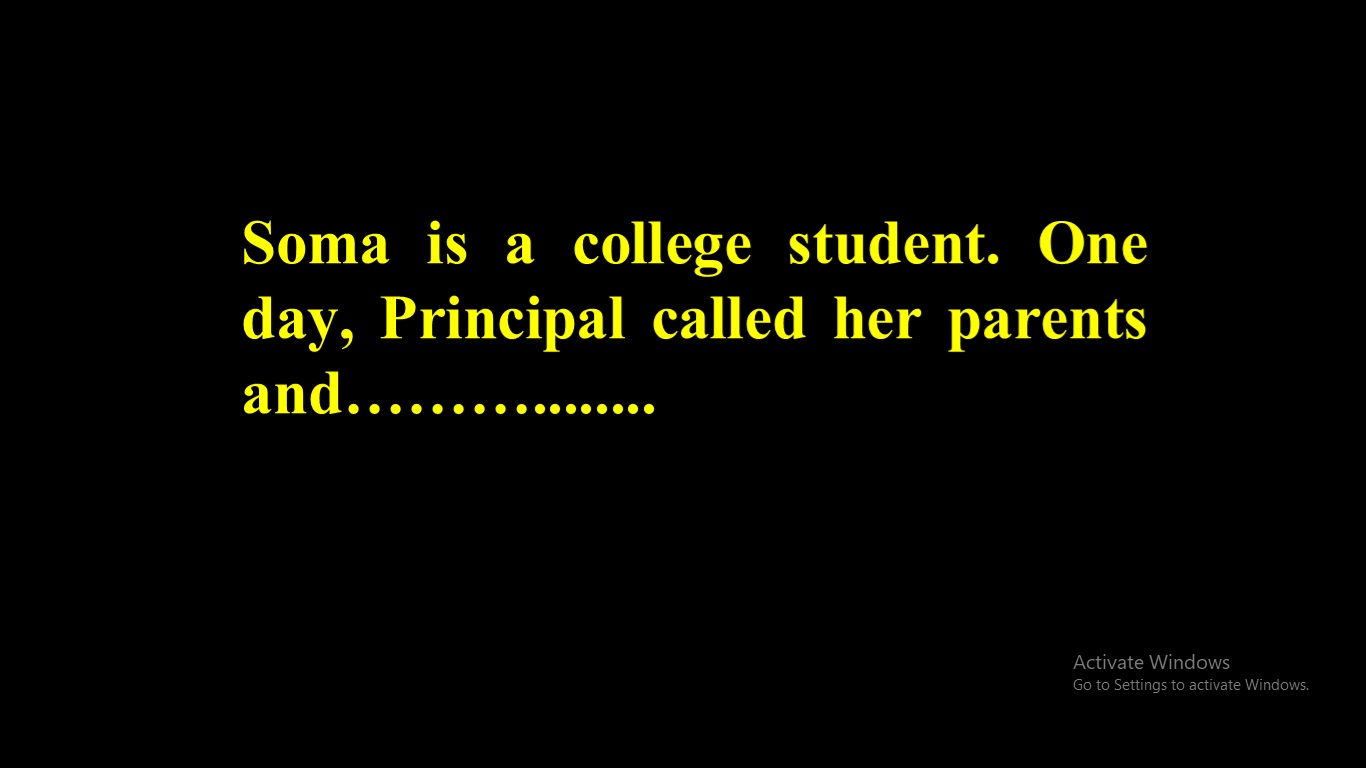 Soma is a college student. One
day, Principal called her parents
and……….........
Activate Windows
Go to Settings to activate Windows.